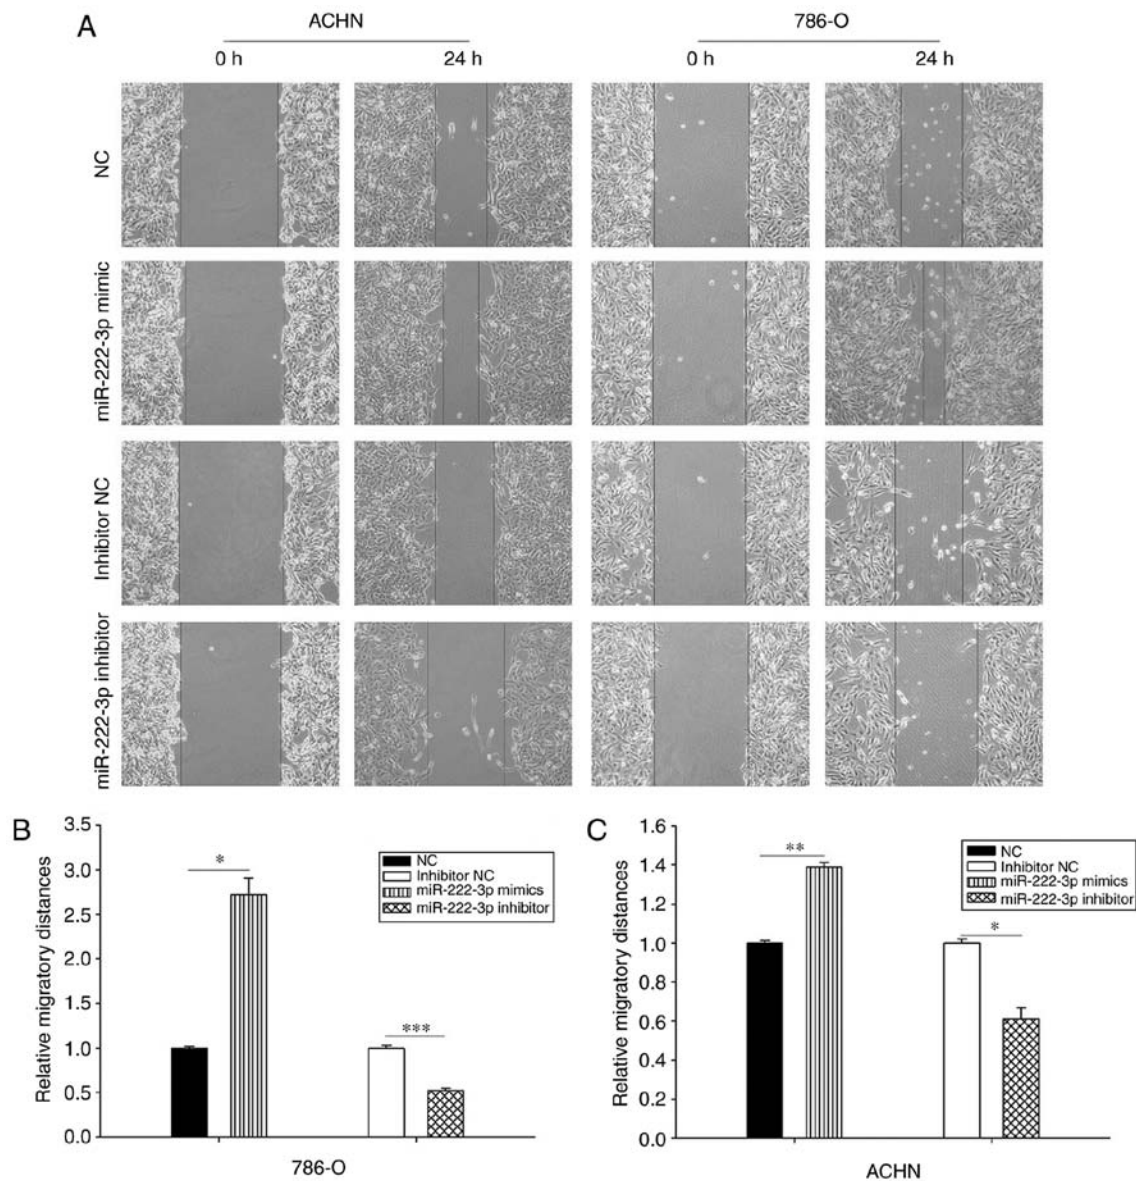 A
ACHN
786-O
0 h
24 h
0 h
24 h
NC
miR-222-3p mimic
Inhibitor NC
miR-222-3p inhibitor
B
Relative migratory distances
3.5
3.0
2.5
2.0
1.5
1.0
0.5
0.0
*
***
NC
Inhibitor NC
miR-222-3p mimics
miR-222-3p inhibitor
786-O
C
Relative migratory distances
1.6
1.4
1.2
1.0
0.8
0.6
0.4
0.2
0.0
**
*
NC
Inhibitor NC
miR-222-3p mimics
miR-222-3p inhibitor
ACHN